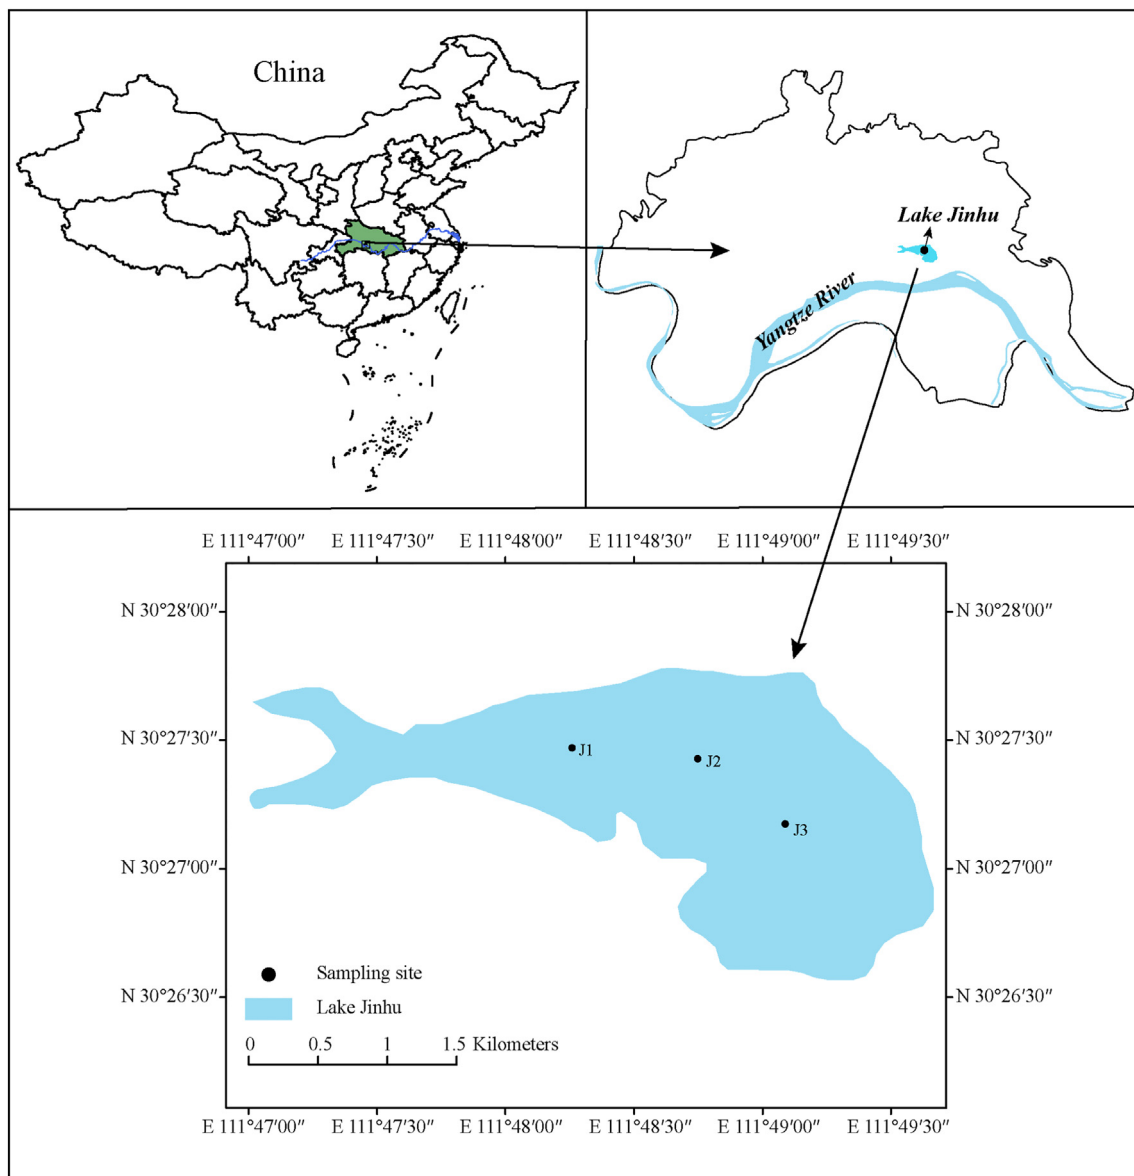 China
Lake Jinhu
Yangtze River
E 111°47′00″ E 111°47′30″ E 111°48′00″ E 111°48′30″ E 111°49′00″ E 111°49′30″
N 30°28′00″ N 30°28′00″
N 30°27′30″ N 30°27′30″
J1
J2
J3
N 30°27′00″ N 30°27′00″
N 30°26′30″ N 30°26′30″
Sampling site
Lake Jinhu
0 0.5 1 1.5 Kilometers
E 111°47′00″ E 111°47′30″ E 111°48′00″ E 111°48′30″ E 111°49′00″ E 111°49′30″